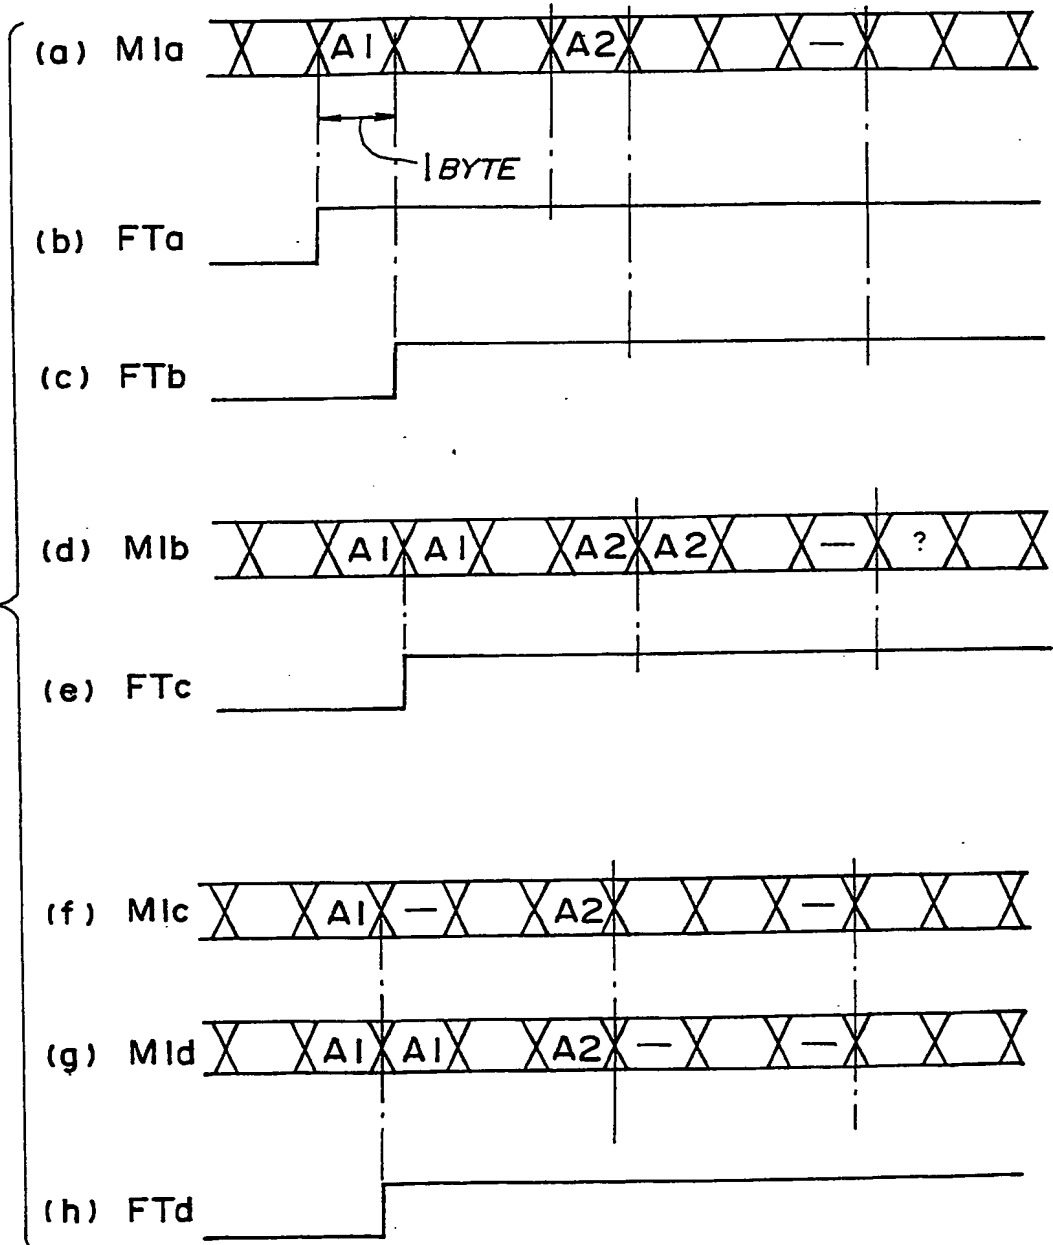 (a) M1a A1 A2 —
1 BYTE
(b) FTa
(c) FTb
(d) M1b A1 A1 A2 A2 — ?
(e) FTc
(f) M1c A1 — A2 —
(g) M1d A1 A1 A2 — —
(h) FTd